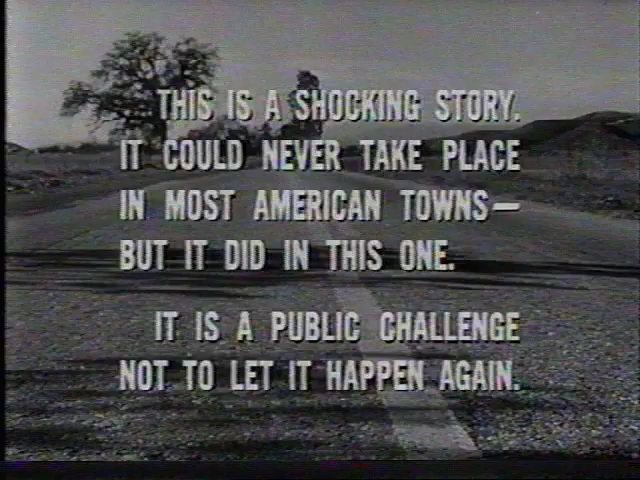 THIS IS A SHOCKING STORY.
IT COULD NEVER TAKE PLACE
IN MOST AMERICAN TOWNS—
BUT IT DID IN THIS ONE.
IT IS A PUBLIC CHALLENGE
NOT TO LET IT HAPPEN AGAIN.